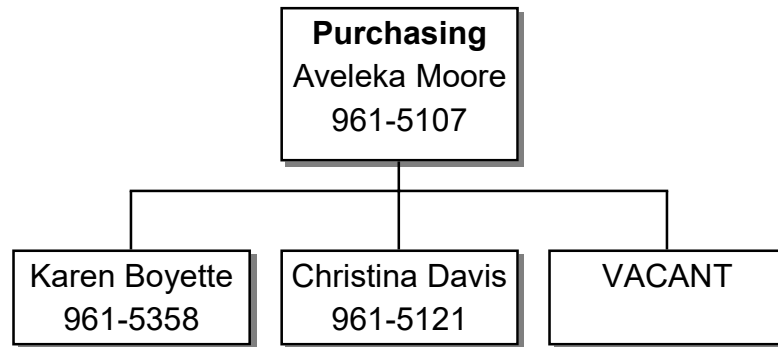 Purchasing
Aveleka Moore
961-5107
Karen Boyette
961-5358
Christina Davis
961-5121
VACANT